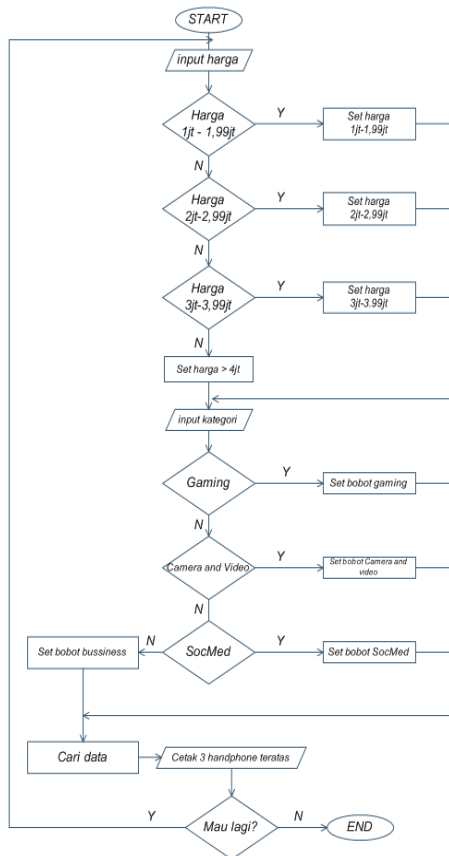 START
input harga
Harga
1jt - 1,99jt
Y
Set harga
1jt-1,99jt
N
Harga
2jt-2,99jt
Y
Set harga
2jt-2,99jt
N
Harga
3jt-3,99jt
Y
Set harga
3jt-3.99jt
N
Set harga > 4jt
input kategori
Gaming
Y
Set bobot gaming
N
Camera and Video
Y
Set bobot Camera and
video
N
SocMed
N
Set bobot bussiness
Y
Set bobot SocMed
Cari data
Cetak 3 handphone teratas
Y
Mau lagi?
N
END